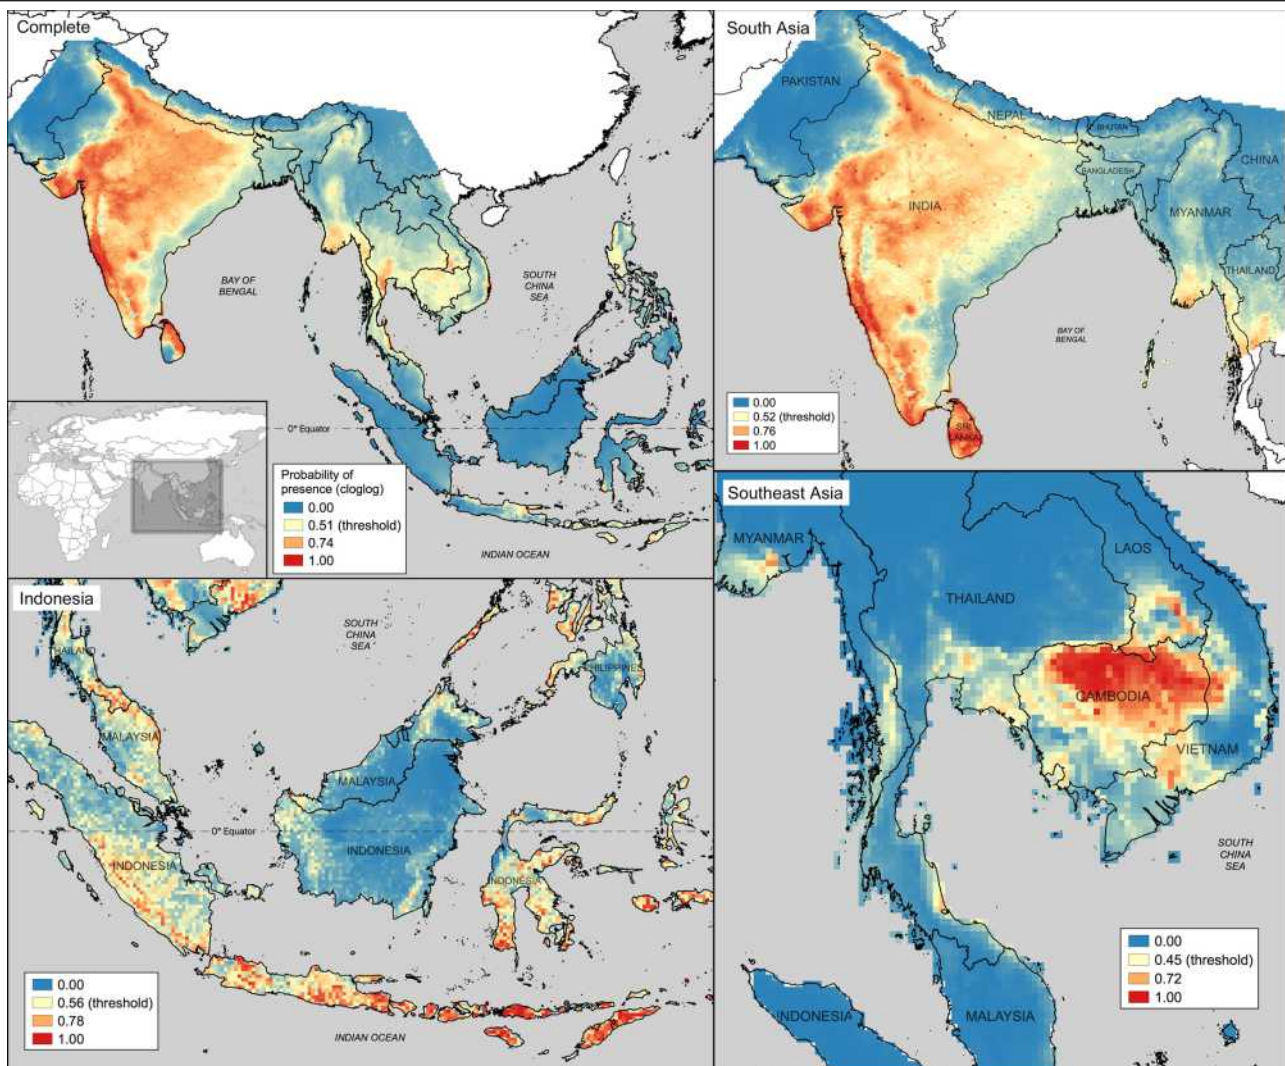 Complete
BAY OF
BENGAL
SOUTH
CHINA
SEA
0° Equator
INDIAN OCEAN
Probability of
presence (cloglog)
0.00
0.51 (threshold)
0.74
1.00
South Asia
PAKISTAN
NEPAL
BHUTAN
BANGLADESH
CHINA
INDIA
MYANMAR
THAILAND
BAY OF
BENGAL
SRI
LANKA
0.00
0.52 (threshold)
0.76
1.00
Indonesia
SOUTH
CHINA
SEA
THAILAND
PHILIPPINES
MALAYSIA
MALAYSIA
0° Equator
INDONESIA
INDONESIA
INDONESIA
INDIAN OCEAN
0.00
0.56 (threshold)
0.78
1.00
Southeast Asia
MYANMAR
LAOS
THAILAND
CAMBODIA
VIETNAM
SOUTH
CHINA
SEA
INDONESIA
MALAYSIA
0.00
0.45 (threshold)
0.72
1.00